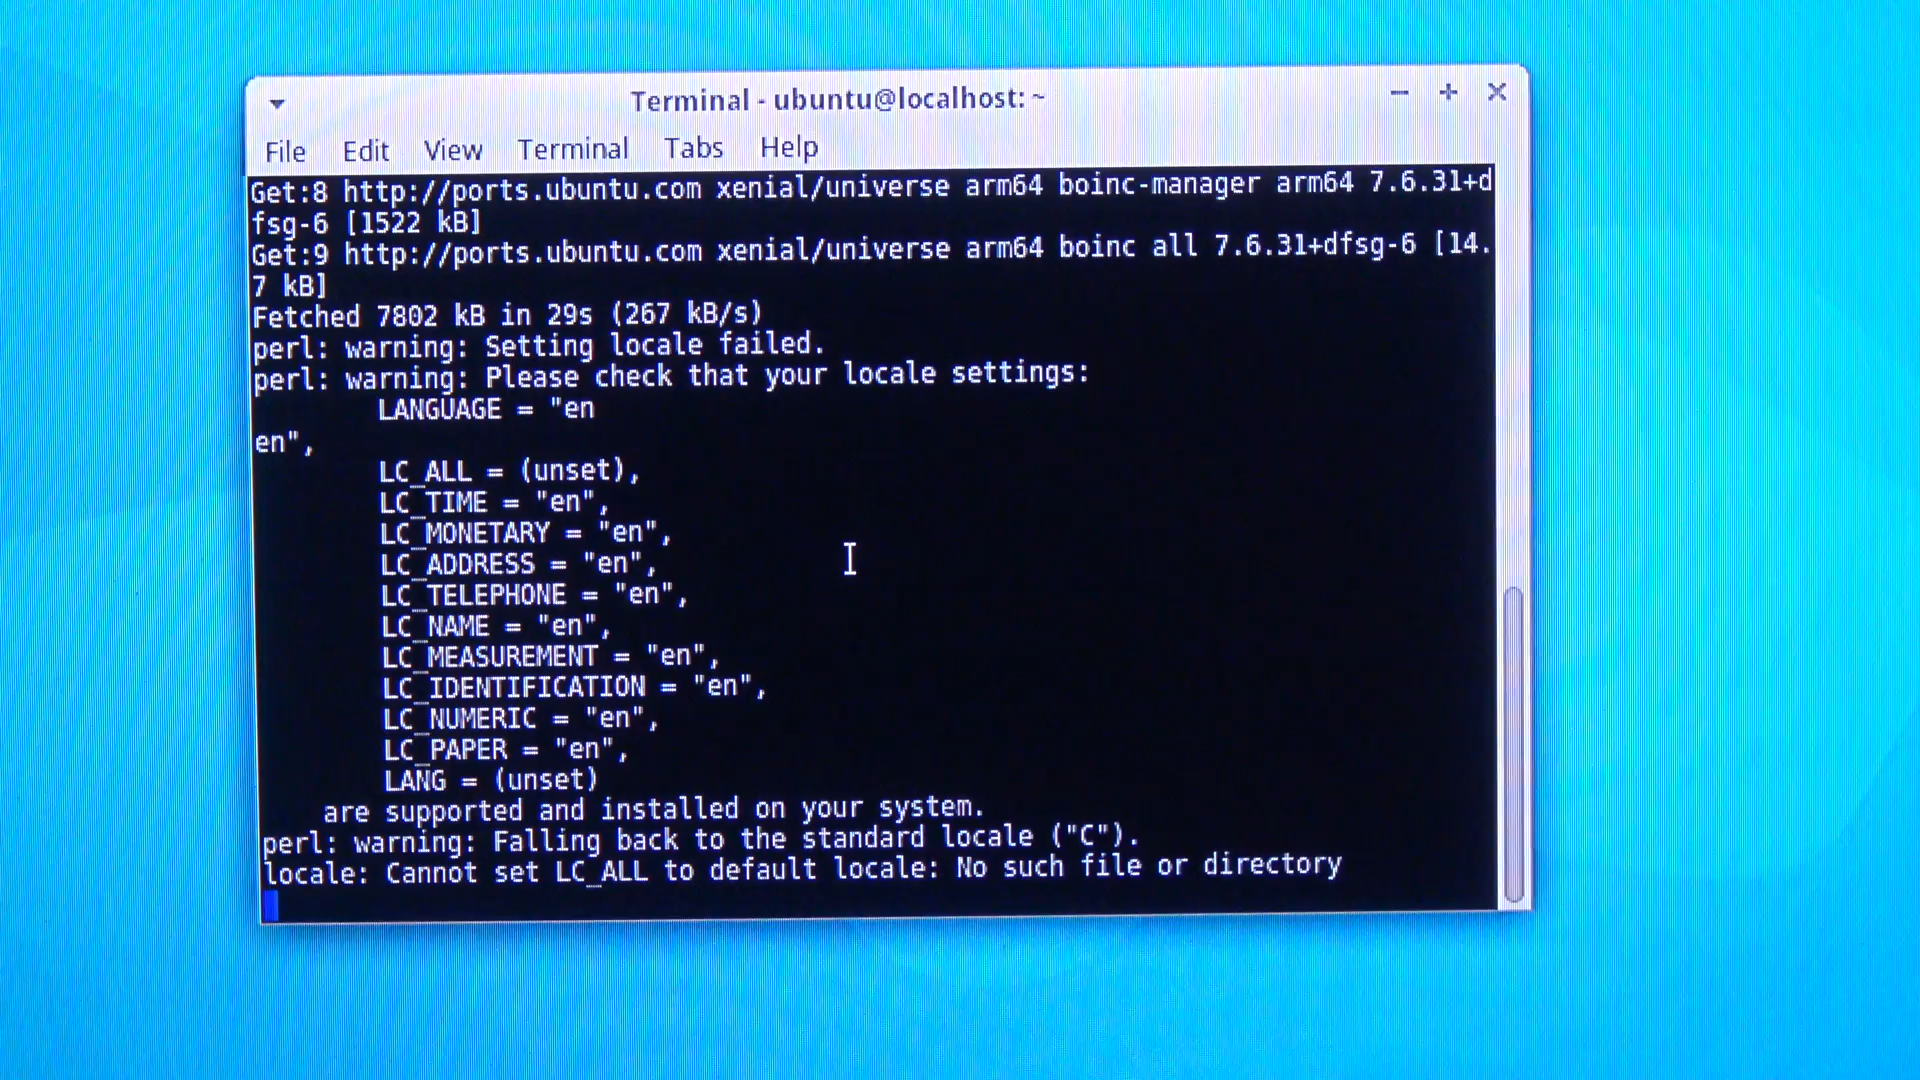 Terminal - ubuntu@localhost: ~
File Edit View Terminal Tabs Help
Get:8 http://ports.ubuntu.com xenial/universe arm64 boinc-manager arm64 7.6.31+d
fsg-6 [1522 kB]
Get:9 http://ports.ubuntu.com xenial/universe arm64 boinc all 7.6.31+dfsg-6 [14.
7 kB]
Fetched 7802 kB in 29s (267 kB/s)
perl: warning: Setting locale failed.
perl: warning: Please check that your locale settings:
LANGUAGE = "en
en",
LC_ALL = (unset),
LC_TIME = "en",
LC_MONETARY = "en",
LC_ADDRESS = "en",
LC_TELEPHONE = "en",
LC_NAME = "en",
LC_MEASUREMENT = "en",
LC_IDENTIFICATION = "en",
LC_NUMERIC = "en",
LC_PAPER = "en",
LANG = (unset)
are supported and installed on your system.
perl: warning: Falling back to the standard locale ("C").
locale: Cannot set LC_ALL to default locale: No such file or directory